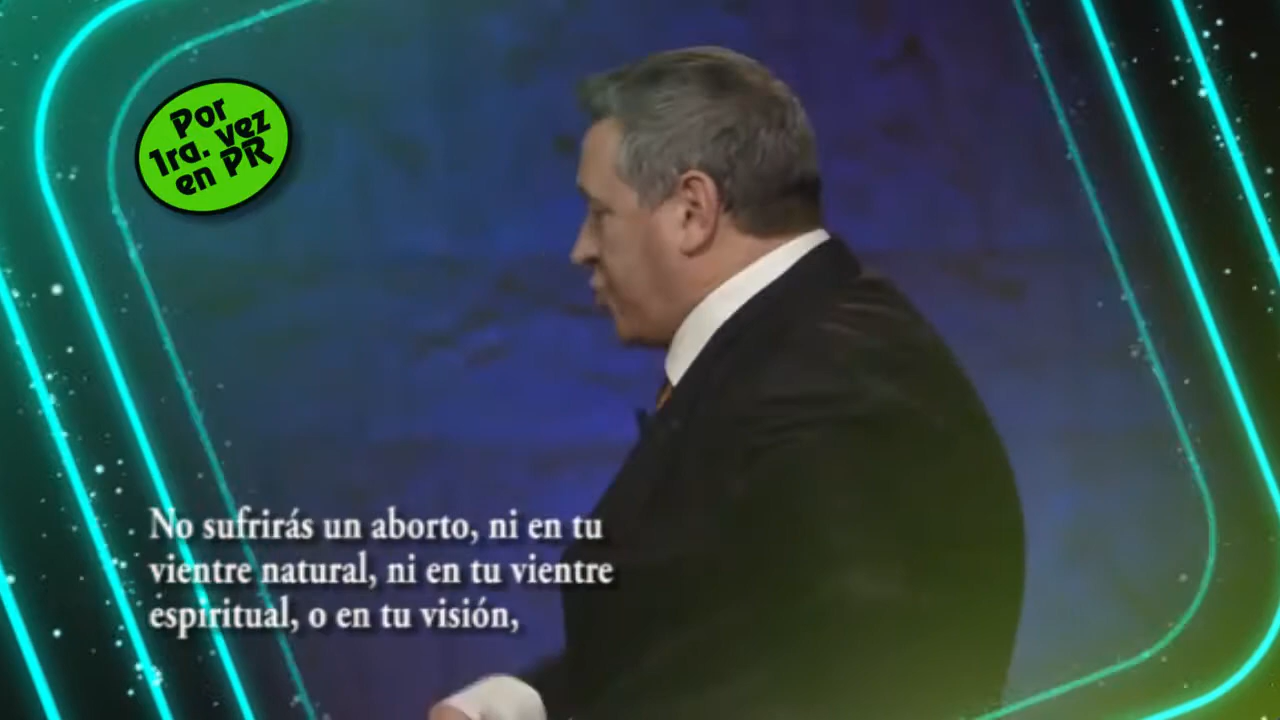 Por
1ra. vez
en PR
No sufrirás un aborto, ni en tu
vientre natural, ni en tu vientre
espiritual, o en tu visión,